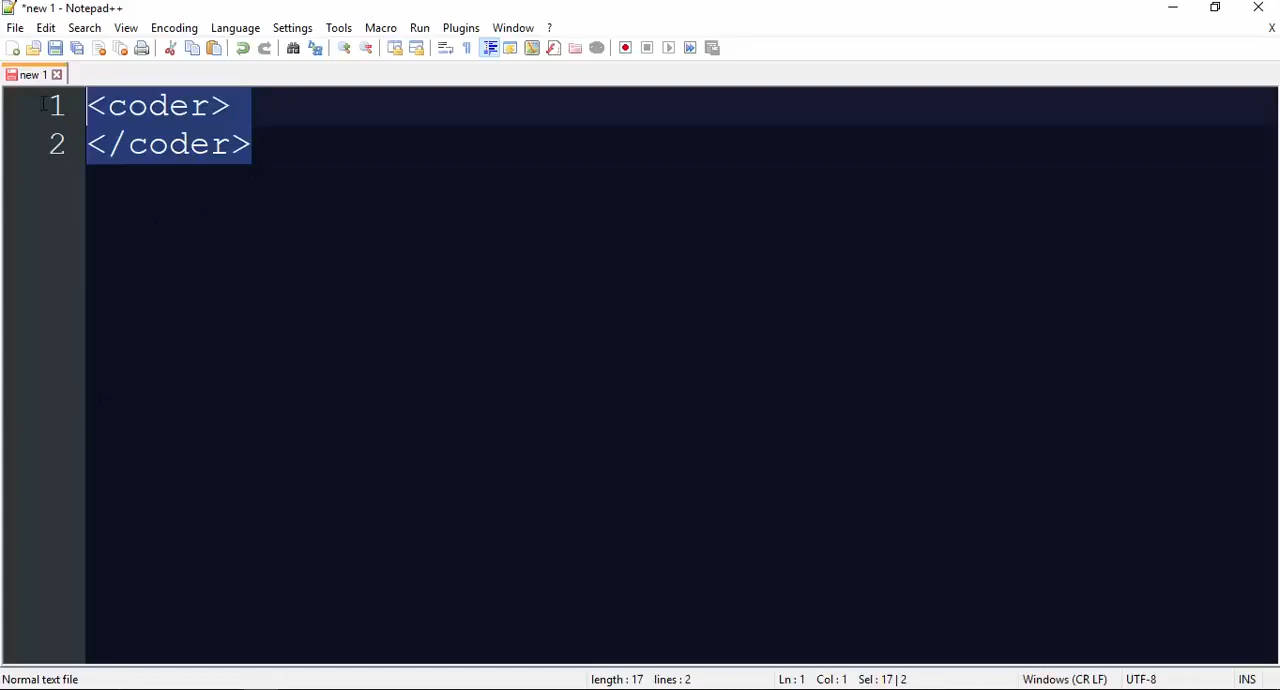 *new 1 - Notepad++
File Edit Search View Encoding Language Settings Tools Macro Run Plugins Window ? X
new 1
1 <coder>
2 </coder>
Normal text file length : 17 lines : 2 Ln : 1 Col : 1 Sel : 17 | 2 Windows (CR LF) UTF-8 INS